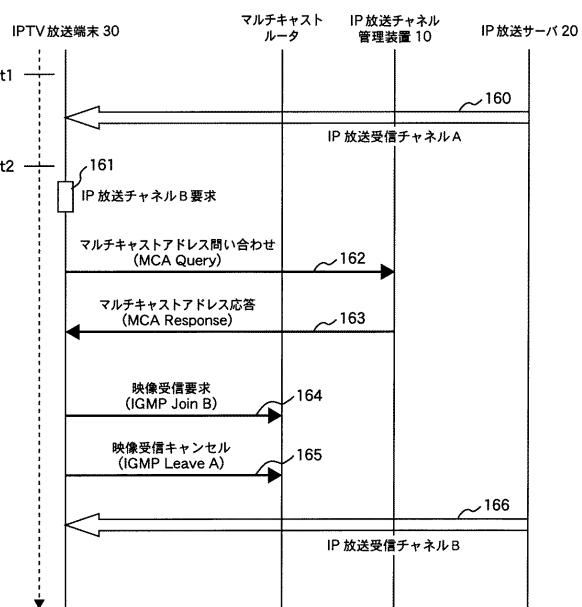 IPTV放送端末 30
マルチキャスト
ルータ
IP 放送チャネル
管理装置 10
IP 放送サーバ 20
t1
160
IP 放送受信チャネル A
t2
161
IP 放送チャネル B 要求
マルチキャストアドレス問い合わせ
(MCA Query)
162
マルチキャストアドレス応答
(MCA Response)
163
映像受信要求
(IGMP Join B)
164
映像受信キャンセル
(IGMP Leave A)
165
166
IP 放送受信チャネル B